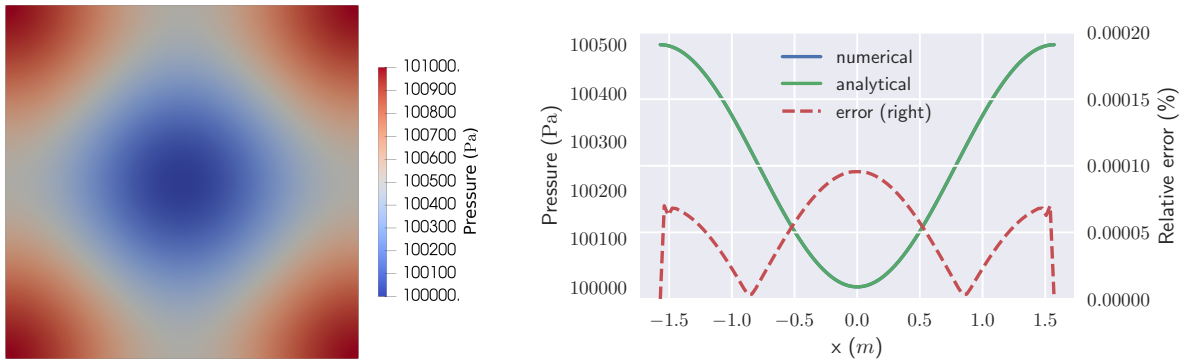 101000.
100900
100800
100700
100600
100500
100400
100300
100200
100100
100000.
Pressure (Pa)
Pressure (Pa)
100500
100400
100300
100200
100100
100000
numerical
analytical
error (right)
0.00020
0.00015
0.00010
0.00005
0.00000
Relative error (%)
−1.5 −1.0 −0.5 0.0 0.5 1.0 1.5
x (m)